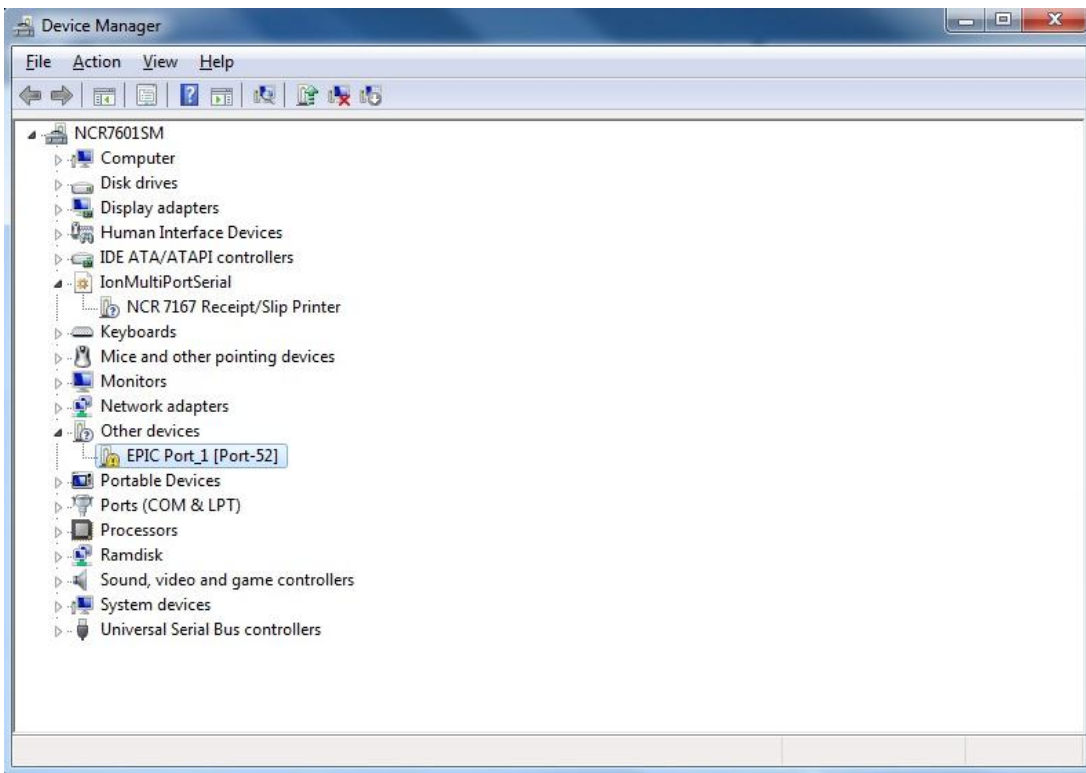 Device Manager
File Action View Help
NCR7601SM
Computer
Disk drives
Display adapters
Human Interface Devices
IDE ATA/ATAPI controllers
IonMultiPortSerial
NCR 7167 Receipt/Slip Printer
Keyboards
Mice and other pointing devices
Monitors
Network adapters
Other devices
EPIC Port_1 [Port-52]
Portable Devices
Ports (COM & LPT)
Processors
Ramdisk
Sound, video and game controllers
System devices
Universal Serial Bus controllers